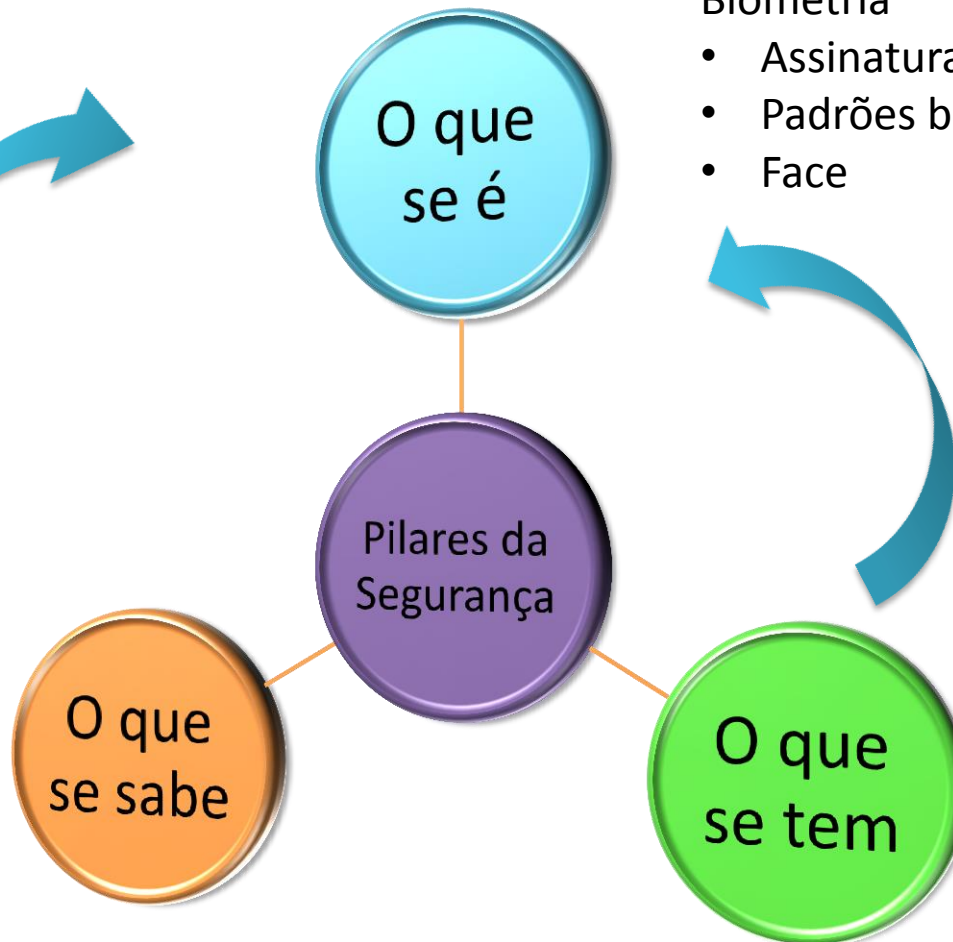 Biometria
• Assinatura
• Padrões
• Face
O que
se é
Pilares da
Segurança
O que
se sabe
O que
se tem